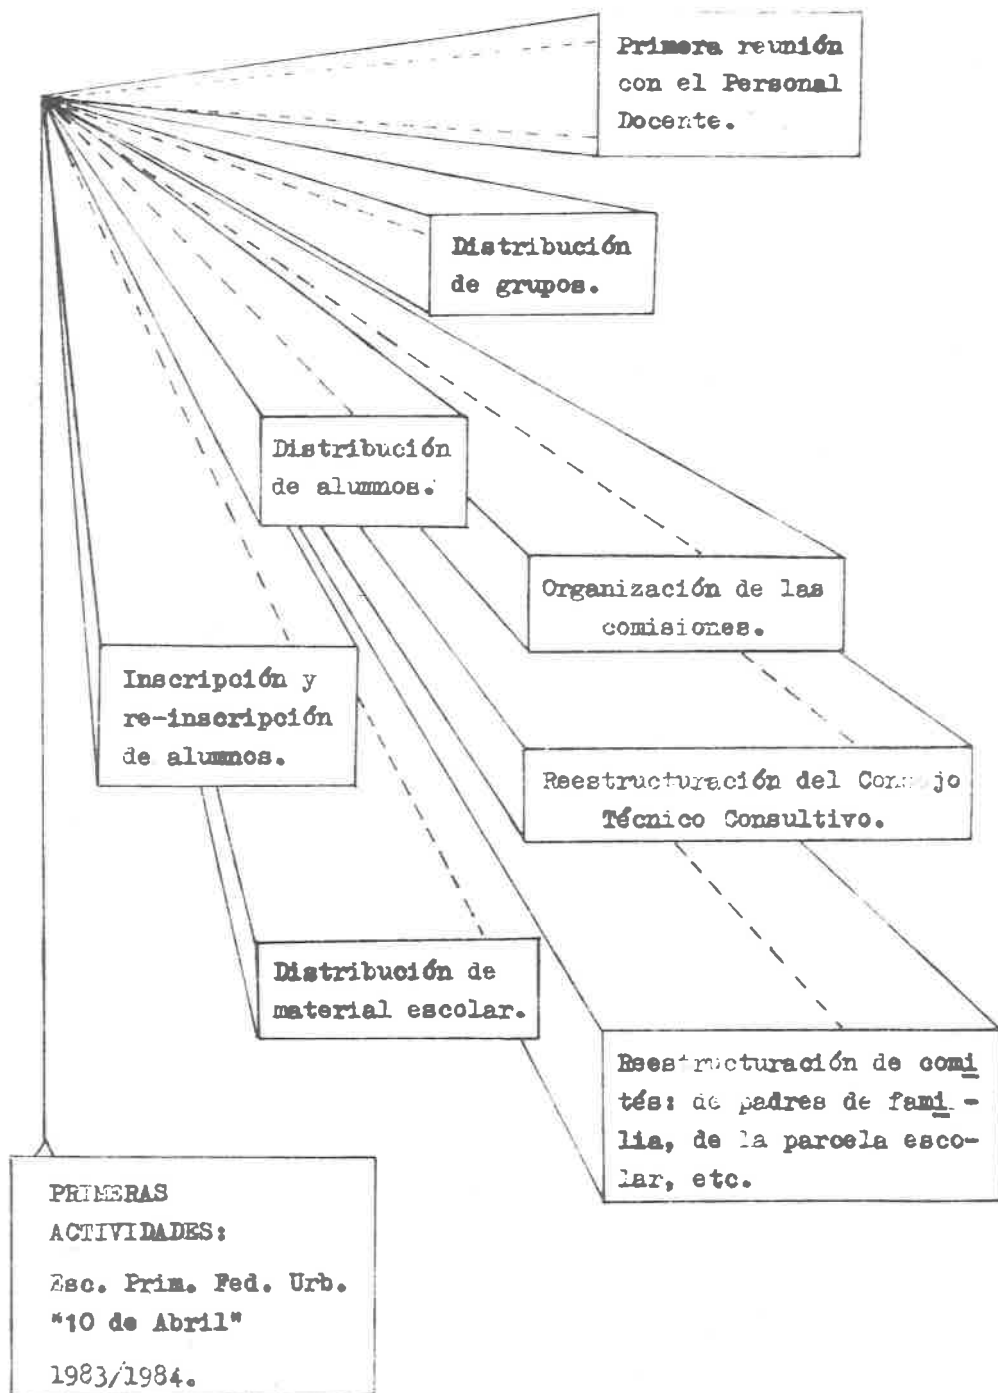 Primera reunión
con el Personal
Docente.
Distribución
de grupos.
Distribución
de alumnos.
Organización de las
comisiones.
Inscripción y
re-inscripción
de alumnos.
Reestructuración del Consejo
Técnico Consultivo.
Distribución de
material escolar.
Reestructuración de comi
tés: de padres de fami-
lia, de la parcela esco-
lar, etc.
PRIMERAS
ACTIVIDADES:
Esc. Prim. Fed. Urb.
"10 de Abril"
1983/1984.